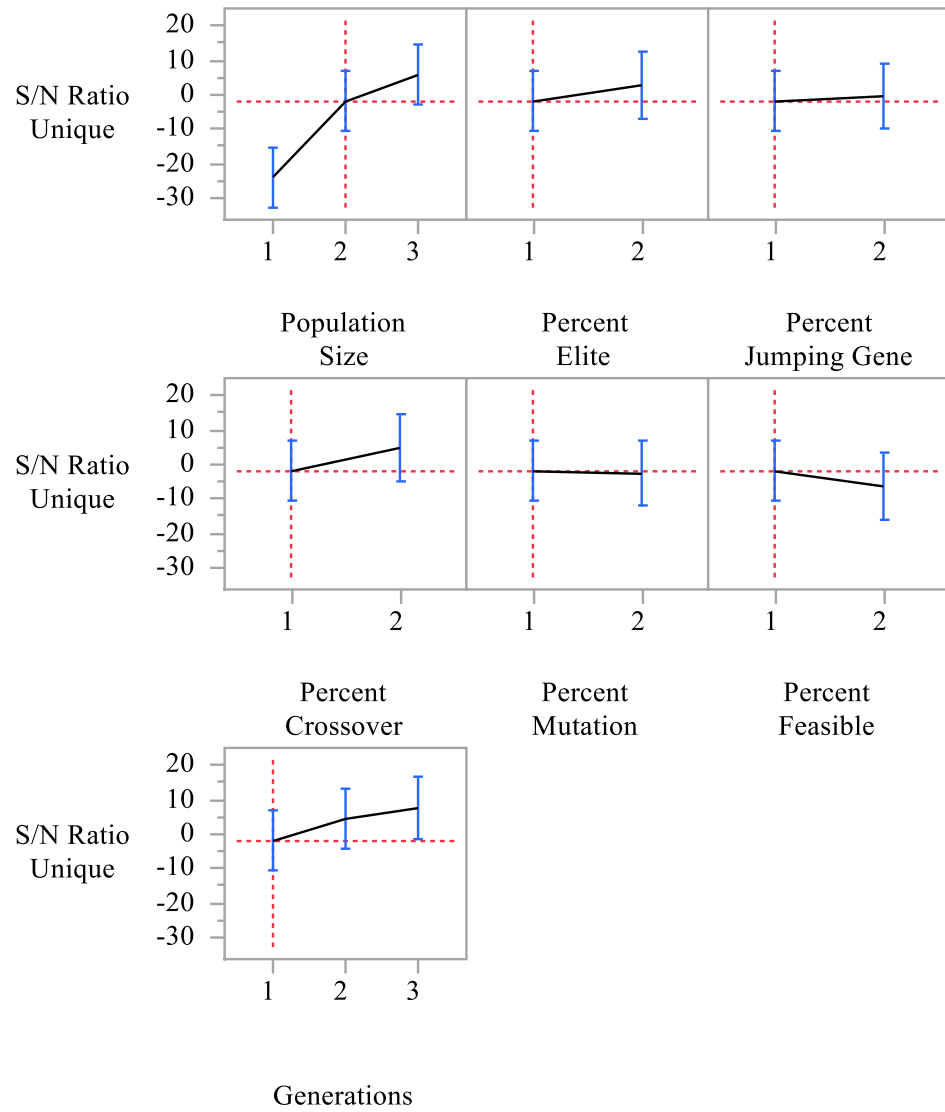 20
10
S/N Ratio
0
Unique
-10
-20
-30
1 2 3 1 2 1 2
Population Percent Percent
Size Elite Jumping Gene
20
10
S/N Ratio
0
Unique
-10
-20
-30
1 2 1 2 1 2
Percent Percent Percent
Crossover Mutation Feasible
20
10
S/N Ratio
0
Unique
-10
-20
-30
1 2 3
Generations